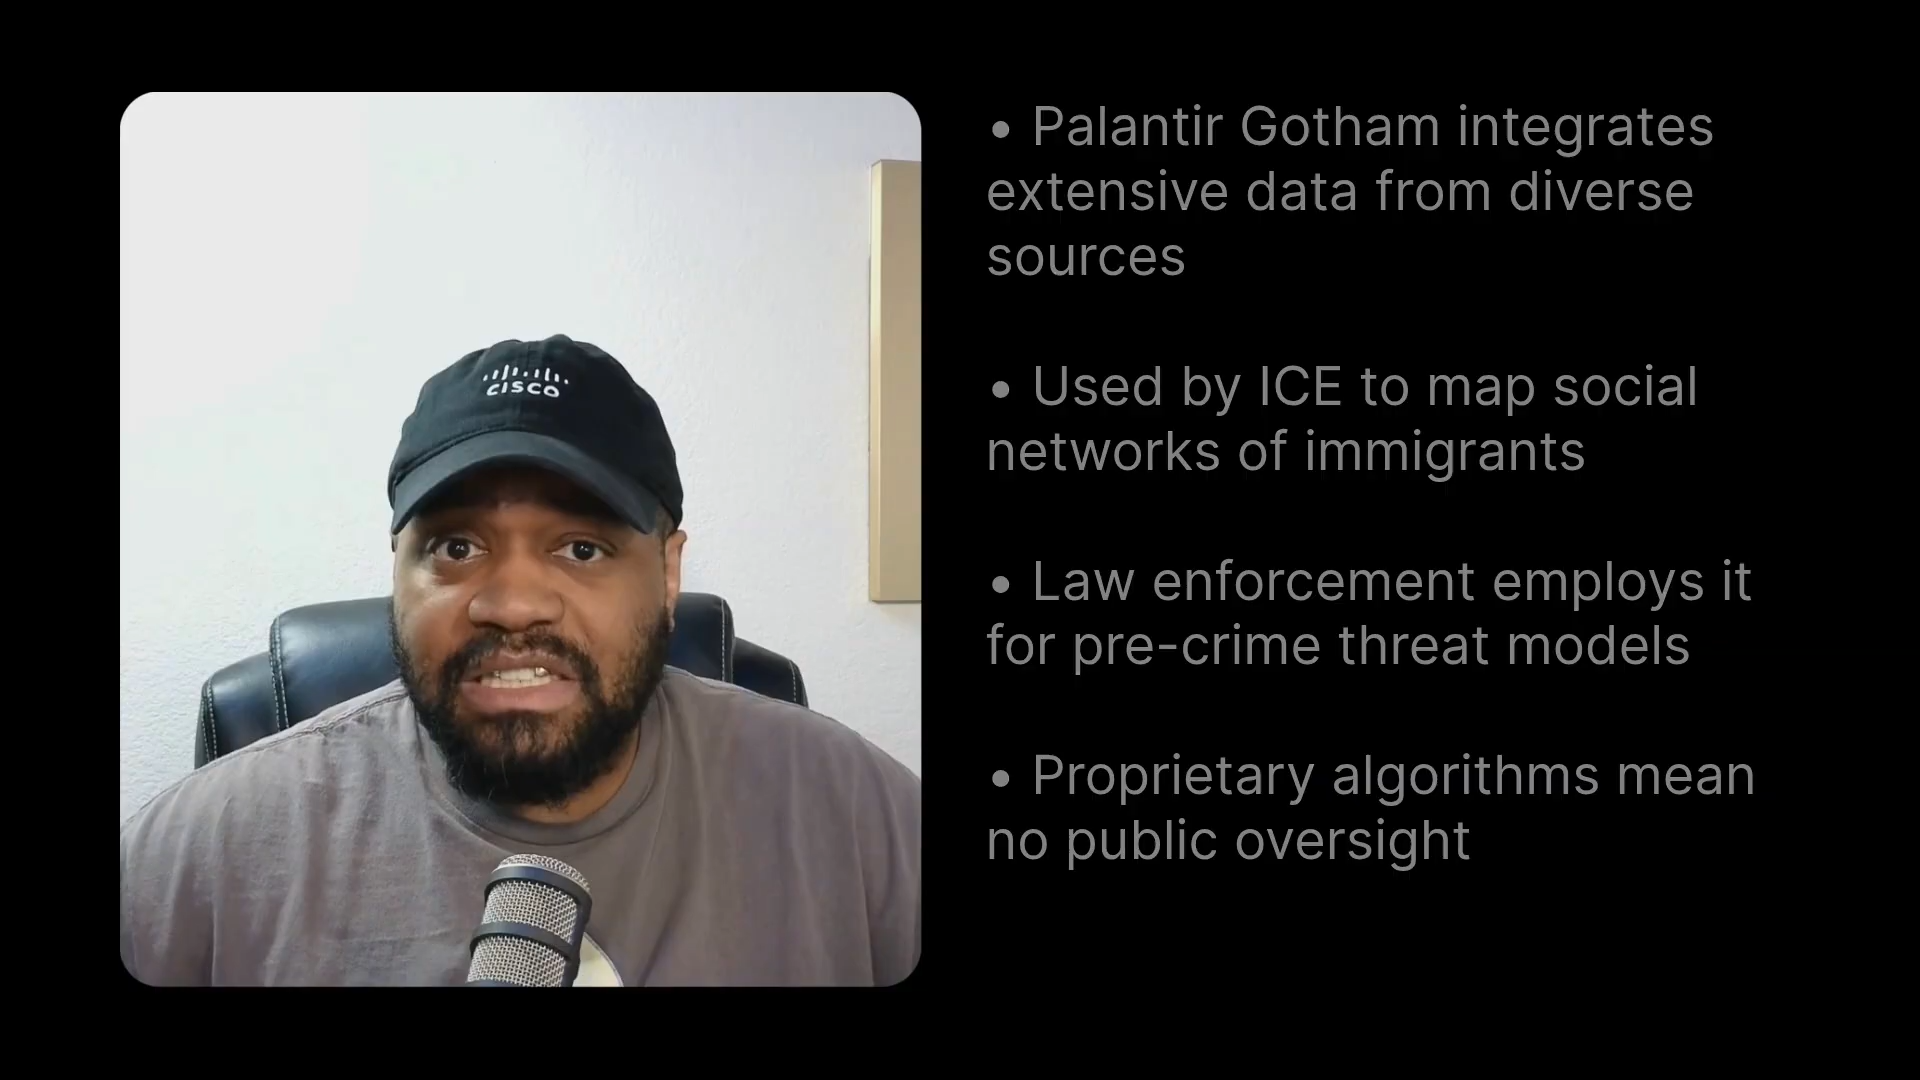 CISCO
• Palantir Gotham integrates
extensive data from diverse
sources
• Used by ICE to map social
networks of immigrants
• Law enforcement employs it
for pre-crime threat models
• Proprietary algorithms mean
no public oversight